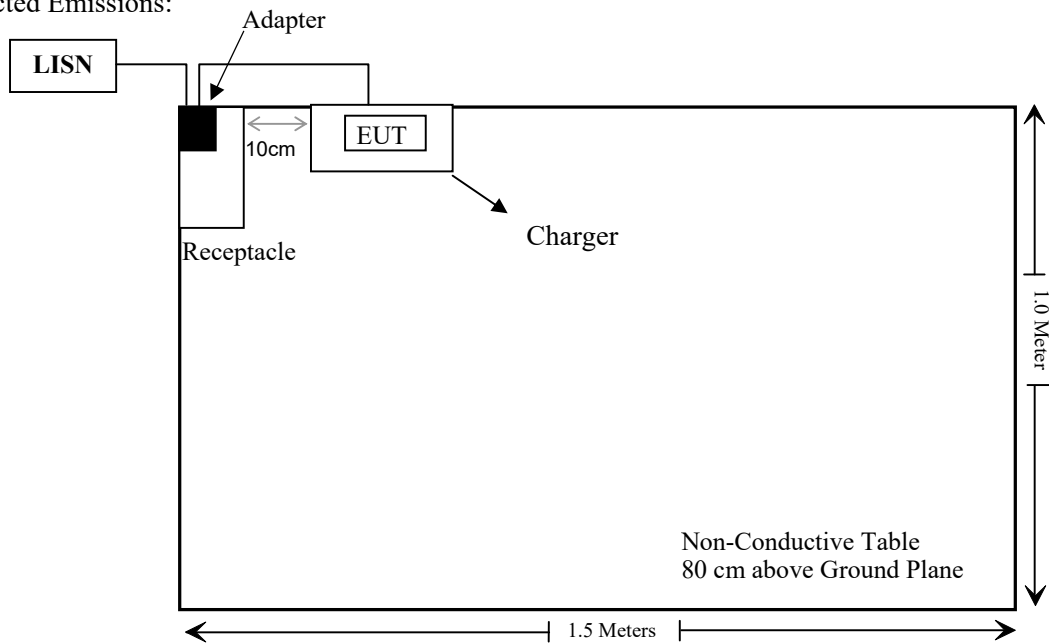 Emissions:
Adapter
LISN
EUT
10cm
Charger
Receptacle
1.0 Meter
Non-Conductive Table
80 cm above Ground Plane
1.5 Meters